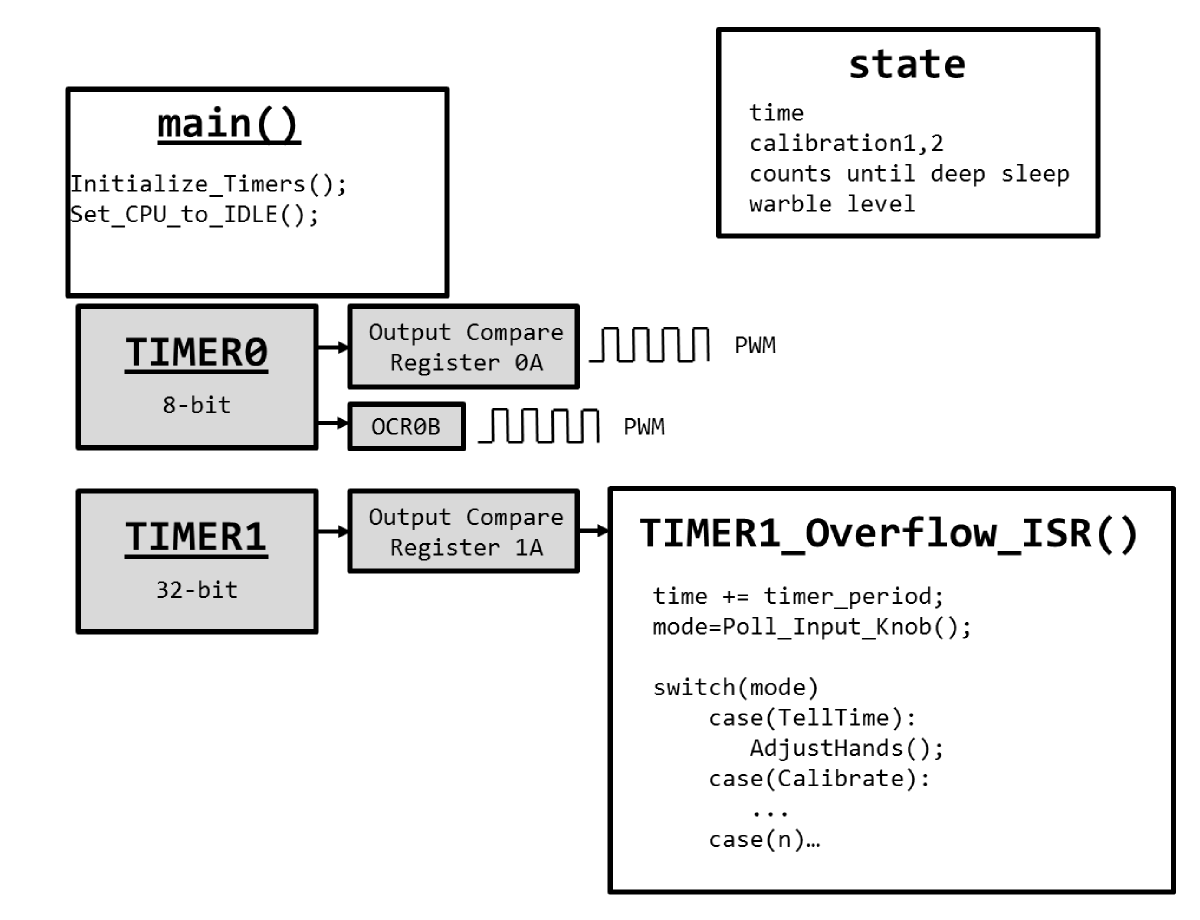 main()
Initialize_Timers();
Set_CPU_to_IDLE();
state
time
calibration1,2
counts until deep sleep
warble level
TIMER0
8-bit
Output Compare
Register 0A
PWM
OCR0B
PWM
TIMER1
32-bit
Output Compare
Register 1A
TIMER1_Overflow_ISR()
time += timer_period;
mode=Poll_Input_Knob();
switch(mode)
case(TellTime):
AdjustHands();
case(Calibrate):
...
case(n)…